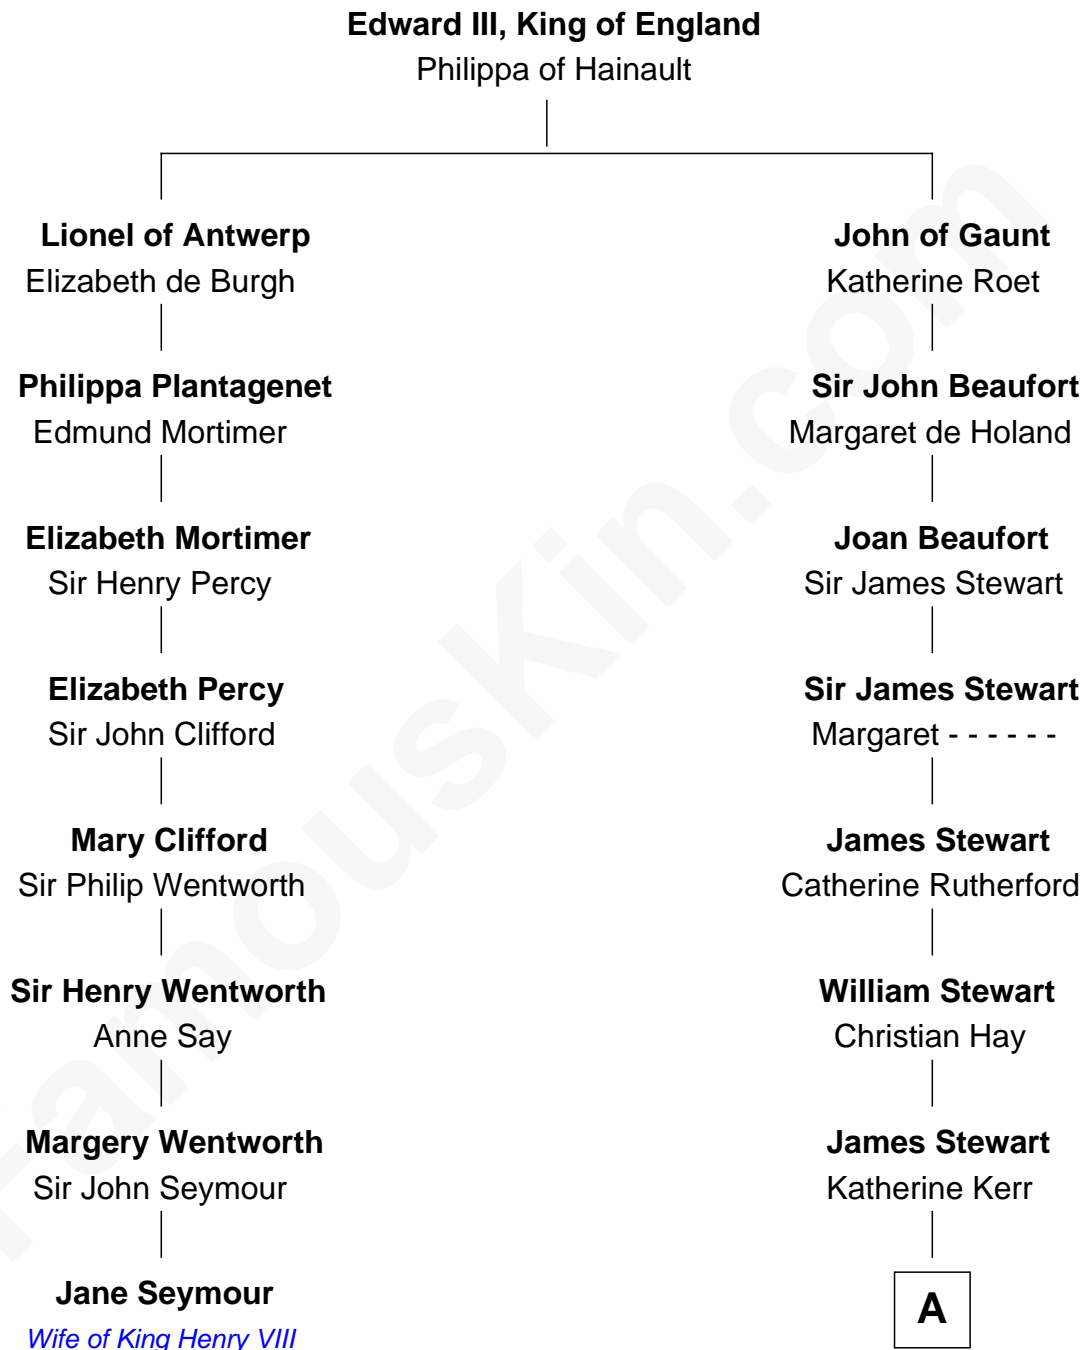 Edward III, King of England
Philippa of Hainault
Lionel of Antwerp
Elizabeth de Burgh
John of Gaunt
Katherine Roet
Philippa Plantagenet
Edmund Mortimer
Sir John Beaufort
Margaret de Holand
Elizabeth Mortimer
Sir Henry Percy
Joan Beaufort
Sir James Stewart
Elizabeth Percy
Sir John Clifford
Sir James Stewart
Margaret - - - - - -
Mary Clifford
Sir Philip Wentworth
James Stewart
Catherine Rutherford
Sir Henry Wentworth
Anne Say
William Stewart
Christian Hay
Margery Wentworth
Sir John Seymour
James Stewart
Katherine Kerr
Jane Seymour
Wife of King Henry VIII
A
FamousKin.com